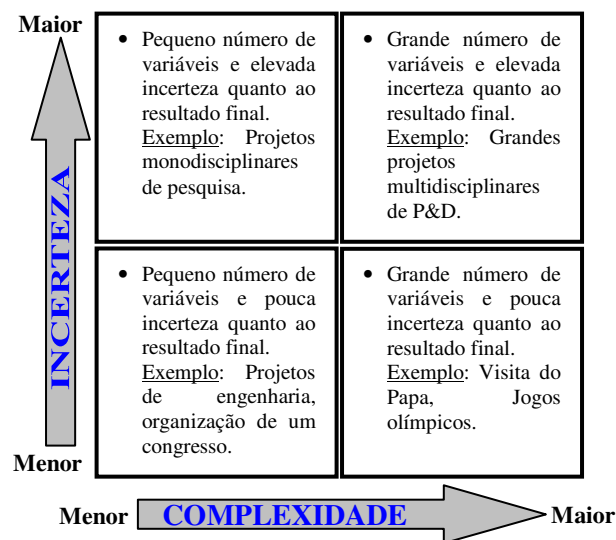 Maior
• Pequeno número de
variáveis e elevada
incerteza quanto ao
resultado final.
Exemplo: Projetos
monodisciplinares
de pesquisa.
• Grande número de
variáveis e elevada
incerteza quanto ao
resultado final.
Exemplo: Grandes
projetos
multidisciplinares
de P&D.
INCERTEZA
• Pequeno número de
variáveis e pouca
incerteza quanto ao
resultado final.
Exemplo: Projetos
de engenharia,
organização de um
congresso.
• Grande número de
variáveis e pouca
incerteza quanto ao
resultado final.
Exemplo: Visita do
Papa, Jogos
olímpicos.
Menor
Menor COMPLEXIDADE Maior